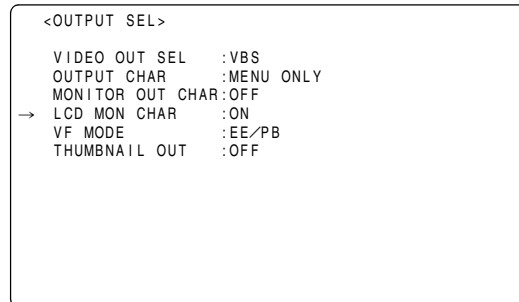 <OUTPUT SEL>
VIDEO OUT SEL :VBS
OUTPUT CHAR :MENU ONLY
MONITOR OUT CHAR:OFF
→ LCD MON CHAR :ON
VF MODE :EE/PB
THUMBNAIL OUT :OFF